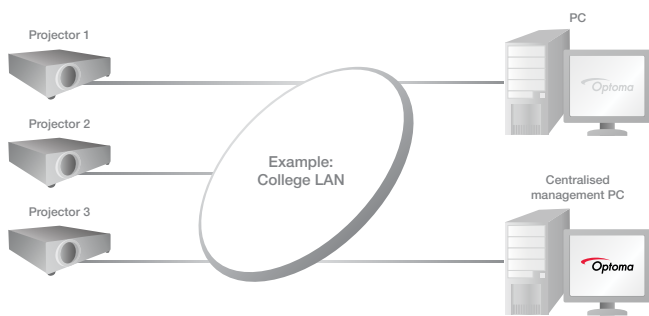 Projector 1
Projector 2
Projector 3
Example:
College LAN
PC
Optoma
Centralised
management PC
Optoma